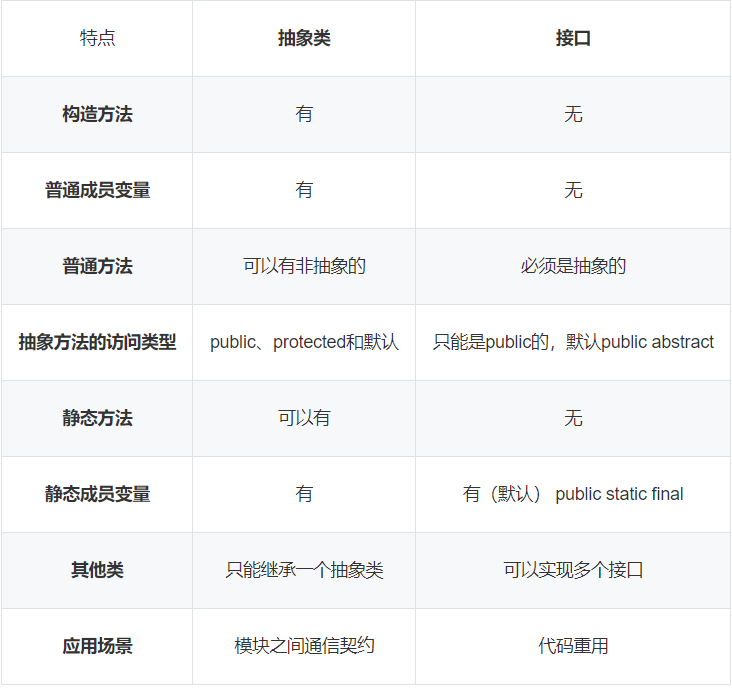 特点 抽象类 接口
构造方法 有 无
普通成员变量 有 无
普通方法 可以有非抽象的 必须是抽象的
抽象方法的访问类型 public、protected和默认 只能是public的，默认public abstract
静态方法 可以有 无
静态成员变量 有 有（默认） public static final
其他类 只能继承一个抽象类 可以实现多个接口
应用场景 模块之间通信契约 代码重用